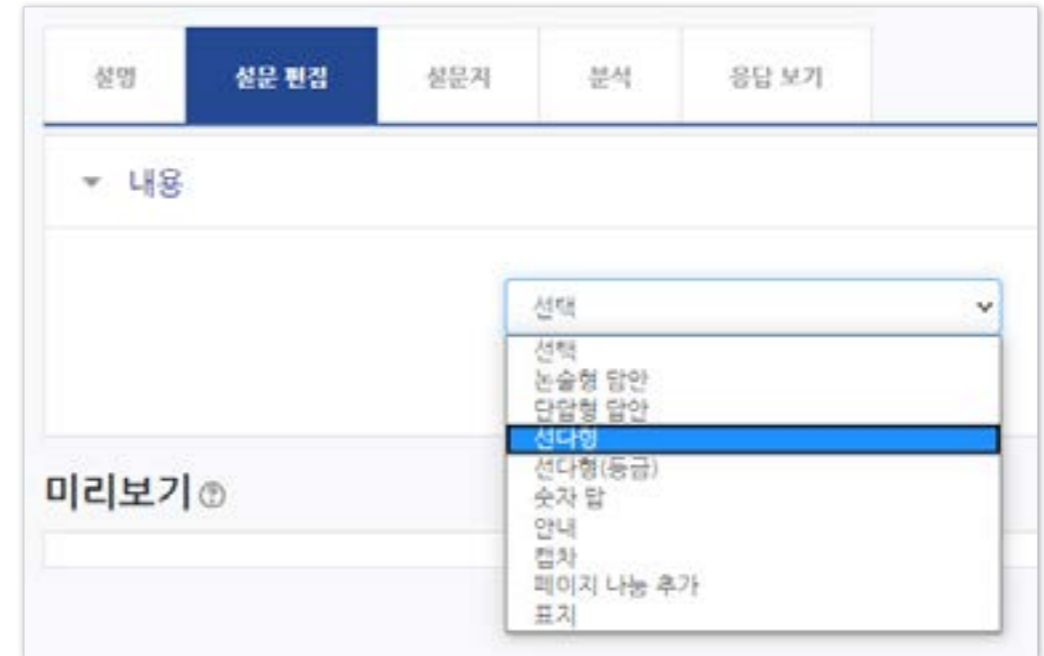 설명 설문 편집 설문지 분석 응답 보기
내용
선택
선택
논술형 답안
단답형 답안
선다형
선다형(등급)
숫자 답
안내
캡차
페이지 나눔 추가
표지
미리보기